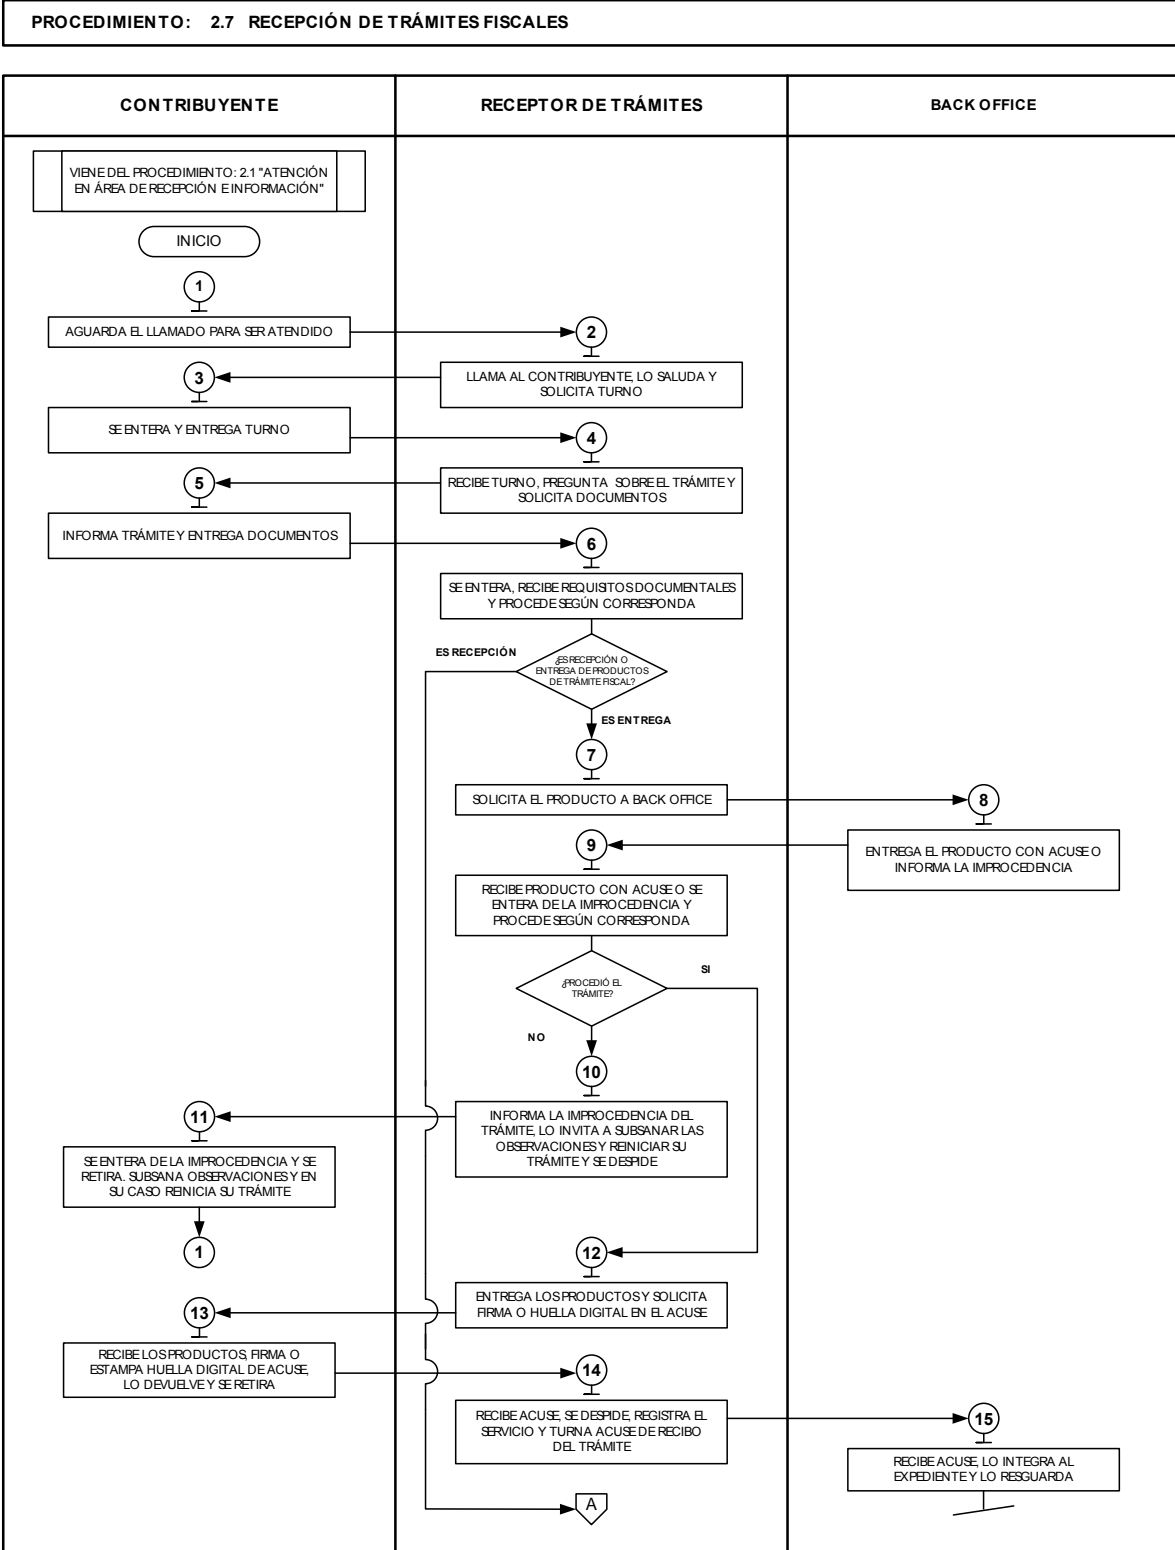 PROCEDIMIENTO: 2.7 RECEPCIÓN DE TRÁMITES FISCALES
CONTRIBUYENTE
RECEPTOR DE TRÁMITES
BACK OFFICE
VIENE DEL PROCEDIMIENTO: 2.1 "ATENCIÓN
EN ÁREA DE RECEPCIÓN E INFORMACIÓN"
INICIO
1
AGUARDA EL LLAMADO PARA SER ATENDIDO
2
LLAMA AL CONTRIBUYENTE, LO SALUDA Y
SOLICITA TURNO
3
SE ENTERA Y ENTREGA TURNO
4
RECIBE TURNO, PREGUNTA SOBRE EL TRÁMITE Y
SOLICITA DOCUMENTOS
5
INFORMA TRÁMITE Y ENTREGA DOCUMENTOS
6
SE ENTERA, RECIBE REQUISITOS DOCUMENTALES
Y PROCEDE SEGÚN CORRESPONDA
ES RECEPCIÓN
¿ES RECEPCIÓN O
ENTREGA DE PRODUCTOS
DE TRÁMITE FISCAL?
ES ENTREGA
7
SOLICITA EL PRODUCTO A BACK OFFICE
8
ENTREGA EL PRODUCTO CON ACUSE O
INFORMA LA IMPROCEDENCIA
9
RECIBE PRODUCTO CON ACUSE O SE
ENTERA DE LA IMPROCEDENCIA Y
PROCEDE SEGÚN CORRESPONDA
¿PROCEDIÓ EL
TRÁMITE?
SI
NO
10
INFORMA LA IMPROCEDENCIA DEL
TRÁMITE, LO INVITA A SUBSANAR LAS
OBSERVACIONES Y REINICIAR SU
TRÁMITE Y SE DESPIDE
11
SE ENTERA DE LA IMPROCEDENCIA Y SE
RETIRA. SUBSANA OBSERVACIONES Y EN
SU CASO REINICIA SU TRÁMITE
1
12
ENTREGA LOS PRODUCTOS Y SOLICITA
FIRMA O HUELLA DIGITAL EN EL ACUSE
13
RECIBE LOS PRODUCTOS, FIRMA O
ESTAMPA HUELLA DIGITAL DE ACUSE,
LO DEVUELVE Y SE RETIRA
14
RECIBE ACUSE, SE DESPIDE, REGISTRA EL
SERVICIO Y TURNA ACUSE DE RECIBO
DEL TRÁMITE
15
RECIBE ACUSE, LO INTEGRA AL
EXPEDIENTE Y LO RESGUARDA
A